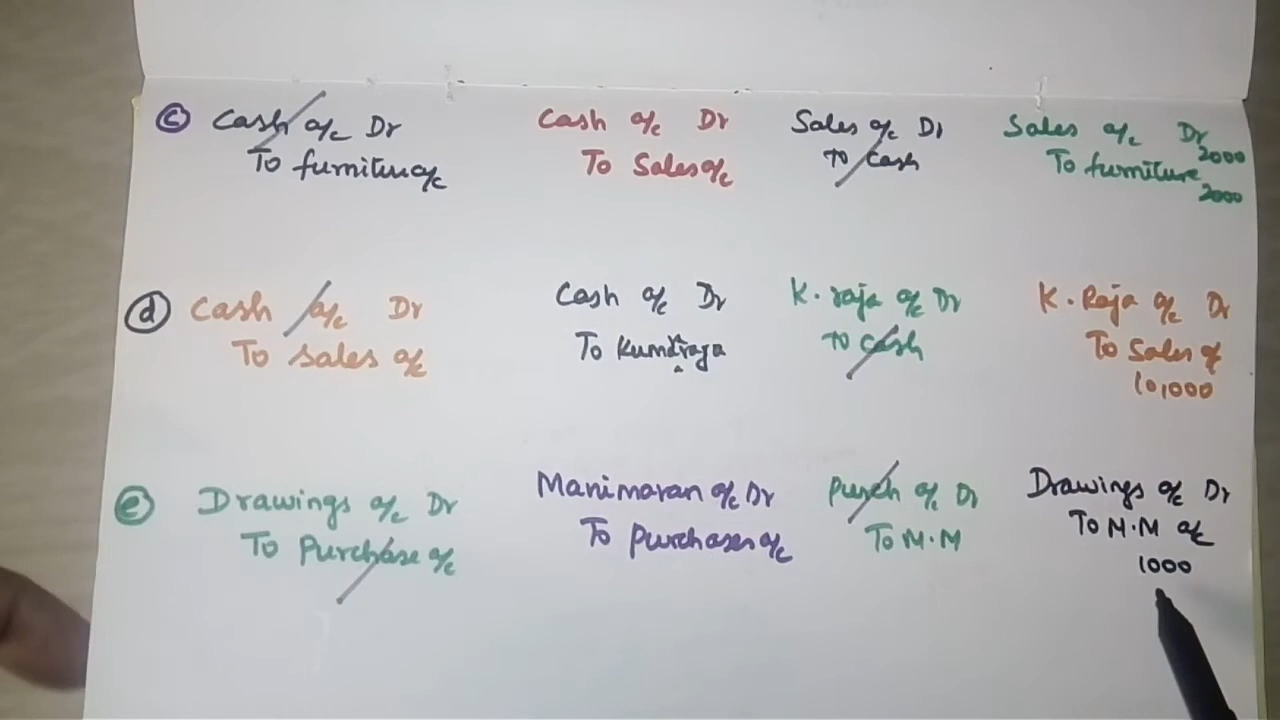 c Cash a/c Dr
To furniture a/c
Cash a/c Dr
To Sales a/c
Sales a/c Dr
To Cash
Sales a/c Dr 2000
To furniture 2000
d Cash a/c Dr
To Sales a/c
Cash a/c Dr
To Kumarraja
K. raja a/c Dr
To Cash
K. Raja a/c Dr
To Sales a/c
10,000
e Drawings a/c Dr
To Purchase a/c
Manimaran a/c Dr
To Purchases a/c
Purch a/c Dr
To M.M
Drawings a/c Dr
To M.M a/c
1000